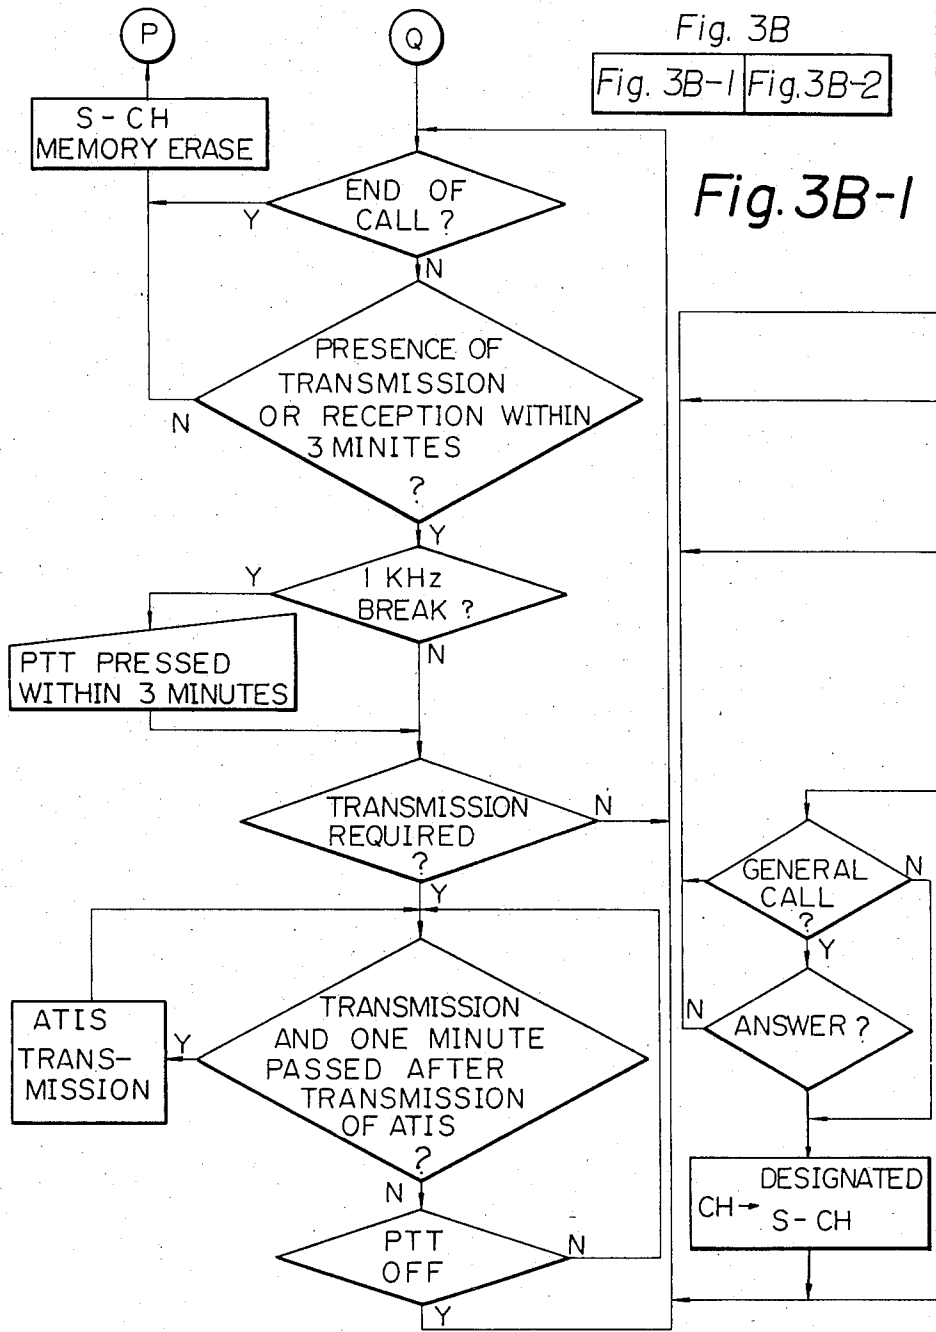 P
Q
Fig. 3B
Fig. 3B-1
Fig.3B-2
Fig. 3B-1
S-CH
MEMORY ERASE
END OF
CALL ?
Y
N
PRESENCE OF
TRANSMISSION
OR RECEPTION WITHIN
3 MINITES
?
N
Y
1 KHz
BREAK ?
Y
N
PTT PRESSED
WITHIN 3 MINUTES
TRANSMISSION
REQUIRED
?
N
Y
TRANSMISSION
AND ONE MINUTE
PASSED AFTER
TRANSMISSION
OF ATIS
?
Y
N
ATIS
TRANS-
MISSION
PTT
OFF
N
Y
GENERAL
CALL
?
N
Y
ANSWER ?
N
DESIGNATED
CH→ S-CH